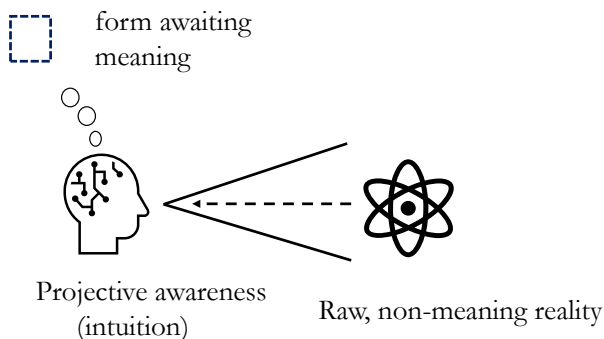 form awaiting
meaning
Projective awareness
(intuition)
Raw, non-meaning reality